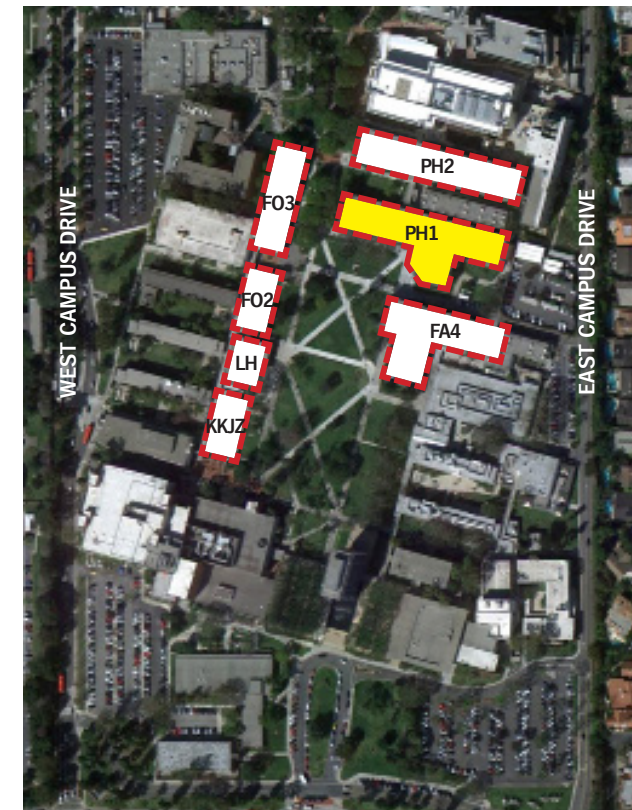 PH2
FO3
PH1
WEST CAMPUS DRIVE
EAST CAMPUS DRIVE
FO2
FA4
LH
KKJZ